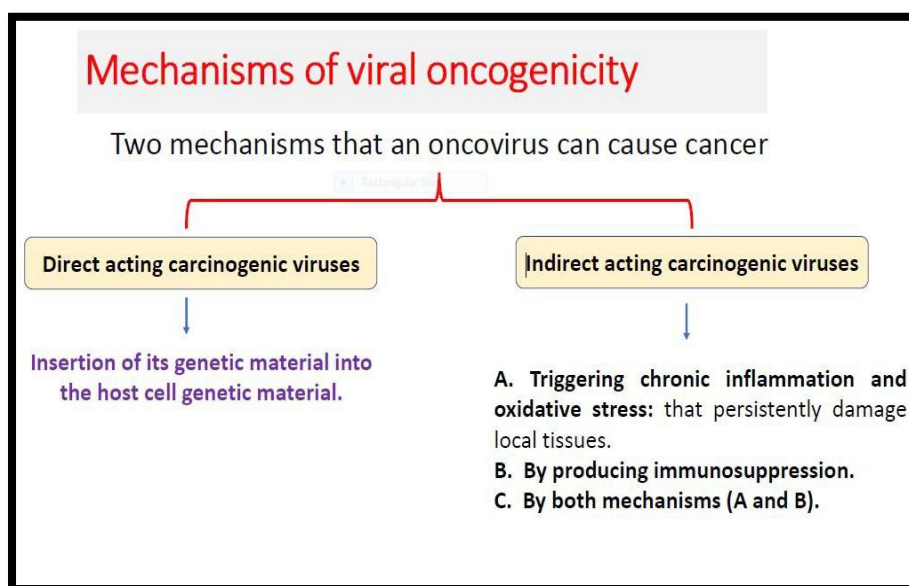 Mechanisms of viral oncogenicity
Two mechanisms that an oncovirus can cause cancer
Rectangular
Direct acting carcinogenic viruses
Insertion of its genetic material into
the host cell genetic material.
Indirect acting carcinogenic viruses
A. Triggering chronic inflammation and
oxidative stress: that persistently damage
local tissues.
B. By producing immunosuppression.
C. By both mechanisms (A and B).